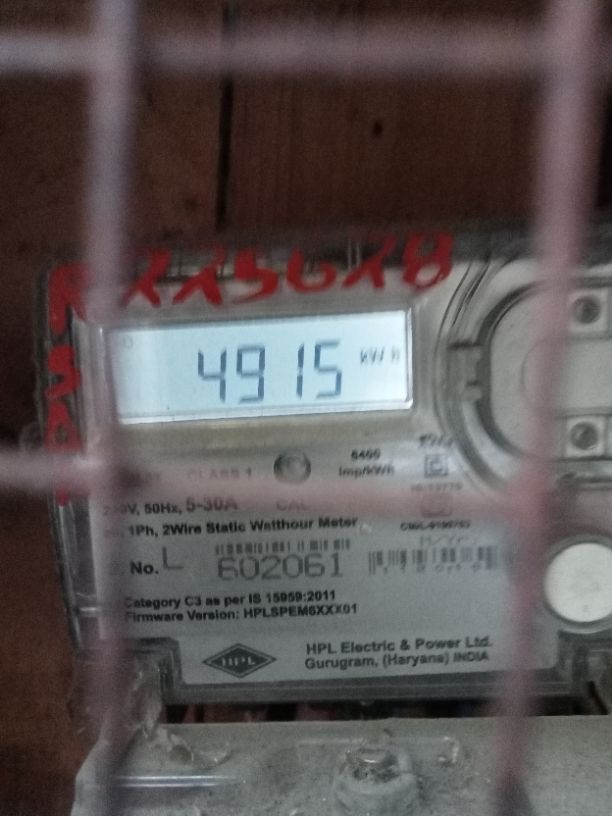 4915 kWh
CLASS 1
6400
imp/kWh
50Hz, 5-30A
CAL
1Ph, 2Wire Static Watthour Meter
No. L 602061
Category C3 as per IS 15959:2011
Firmware Version: HPLSPEM6XXX01
HPL
HPL Electric & Power Ltd.
Gurugram, (Haryana) INDIA